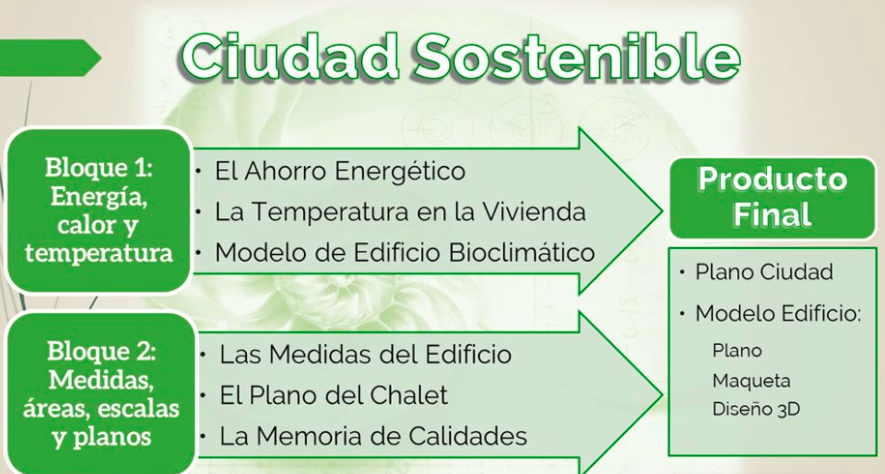 Ciudad Sostenible
Bloque 1:
Energía,
calor y
temperatura
• El Ahorro Energético
• La Temperatura en la Vivienda
• Modelo de Edificio Bioclimático
Bloque 2:
Medidas,
áreas, escalas
y planos
• Las Medidas del Edificio
• El Plano del Chalet
• La Memoria de Calidades
Producto
Final
• Plano Ciudad
• Modelo Edificio:
Plano
Maqueta
Diseño 3D